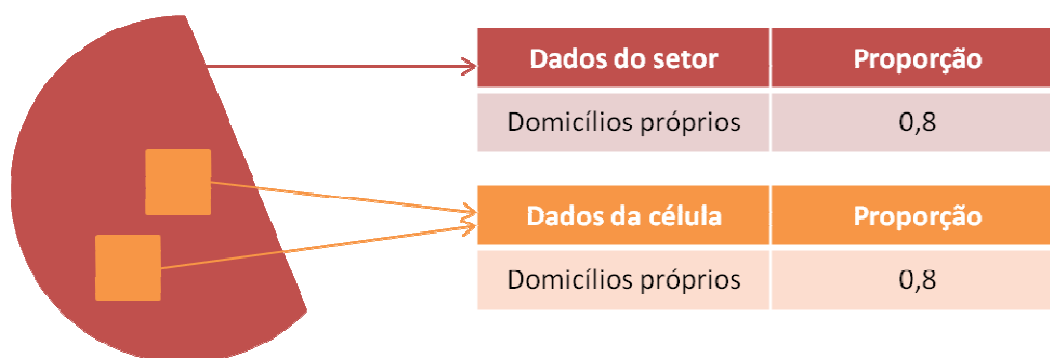 Dados do setor Proporção
Domicílios próprios 0,8
Dados da célula Proporção
Domicílios próprios 0,8